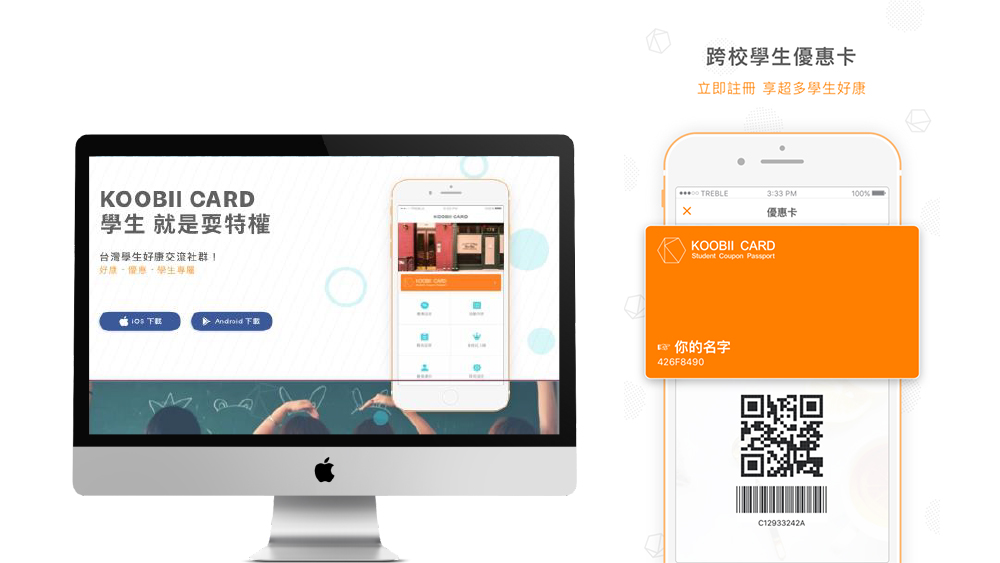 KOOBII CARD
學生 就是耍特權
台灣學生好康交流社群！
好康、優惠，學生專屬
iOS 下載
Android 下載
KOOBII CARD
KOOBII CARD
跨校學生優惠卡
立即註冊 享超多學生好康
TREBLE
3:33 PM
100%
優惠卡
KOOBII CARD
Student Coupon Passport
你的名字
426F8490
C12933242A